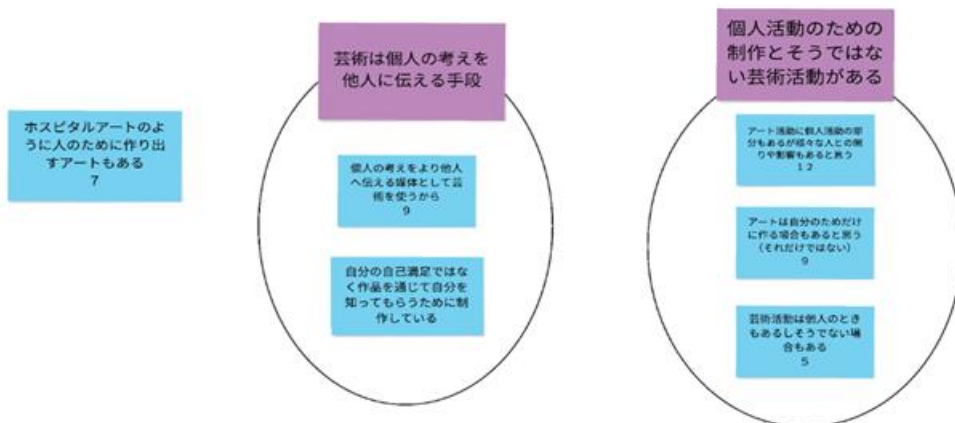 ホスピタルアートのよ
うに人のために作り出
すアートもある
7
芸術は個人の考えを
他人に伝える手段
個人の考えをより他人
へ伝える媒体として芸
術を使うから
9
自分の自己満足ではな
く作品を通じて自分を
知ってもらうために制
作している
個人活動のための
制作とそうではな
い芸術活動がある
アート活動に個人活動の部
分もあるが様々な人との関
りや影響もあると思う
12
アートは自分のためだけ
に作る場合もあると思う
(それだけではない)
9
芸術活動は個人のときも
あるしそうでない場
合もある
5